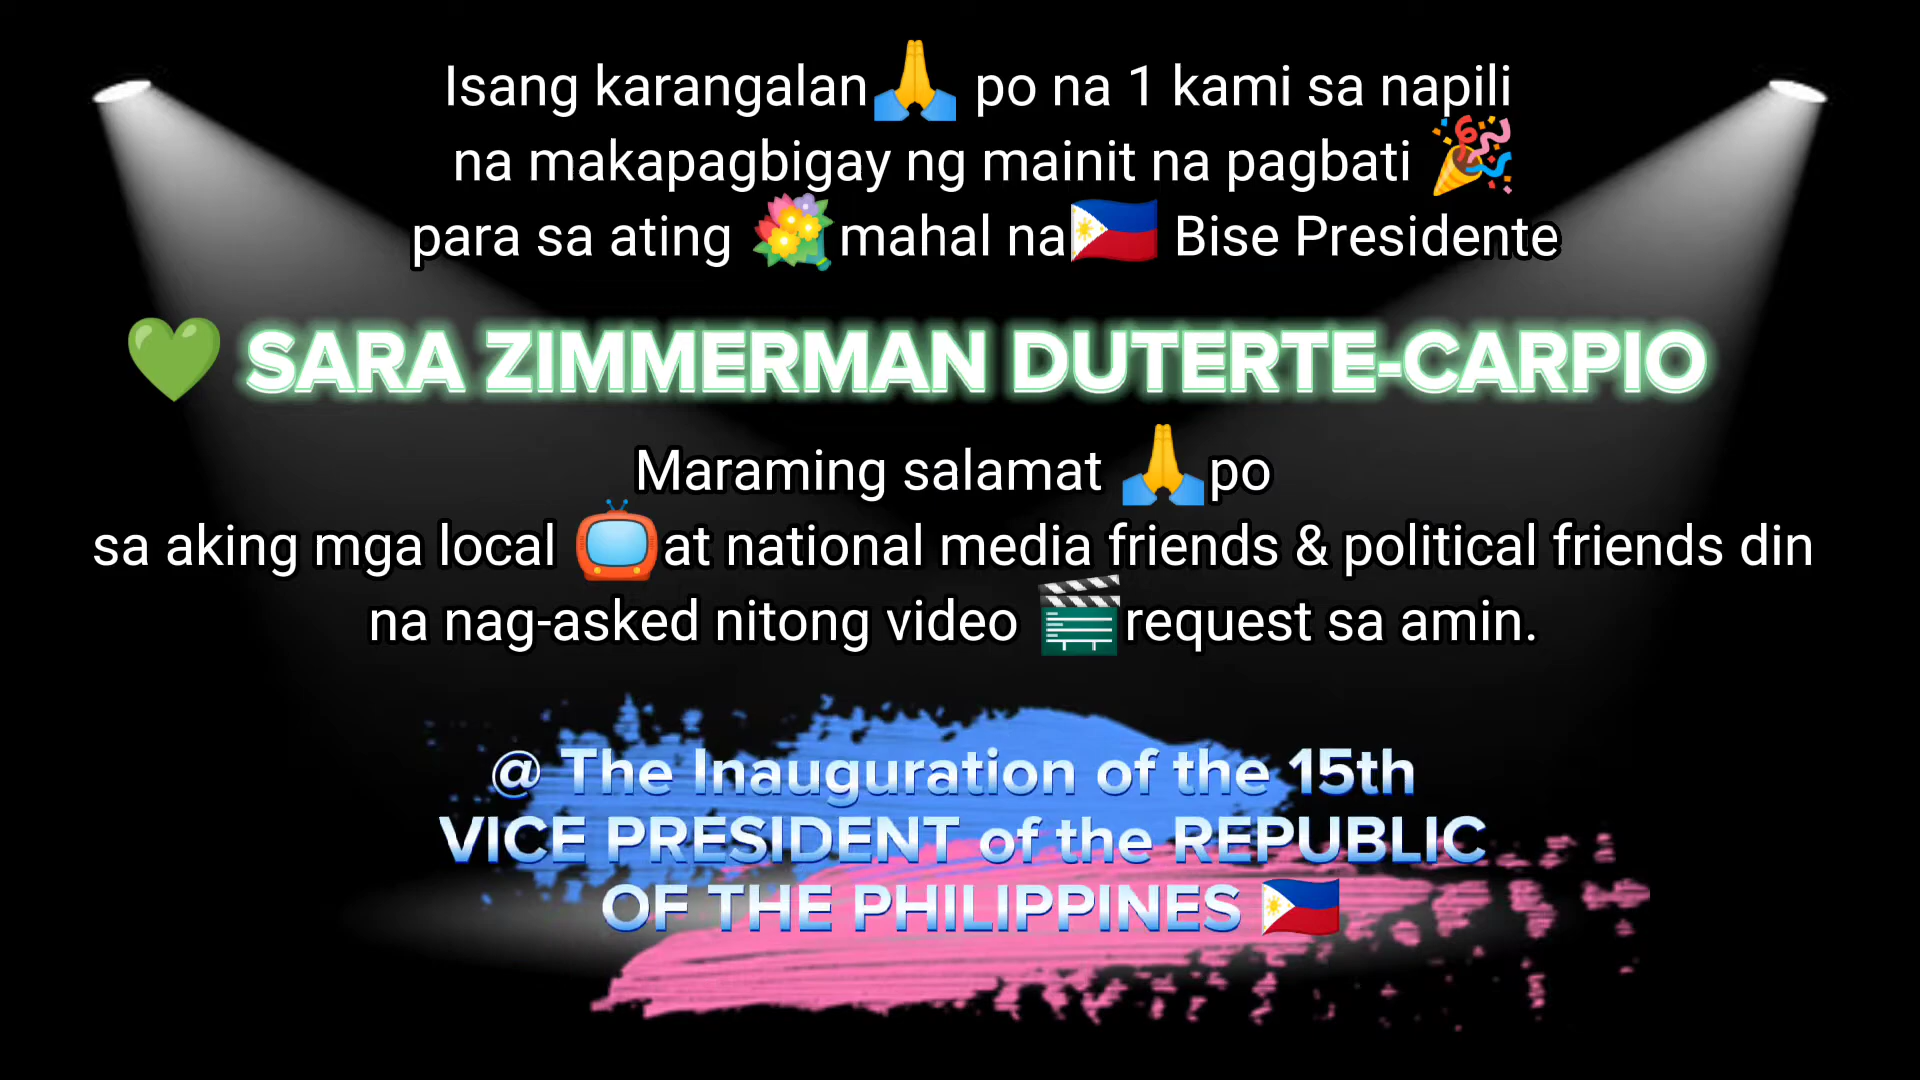 Isang karangalan🙏 po na 1 kami sa napili
na makapagbigay ng mainit na pagbati 🎉
para sa ating 💐mahal na🇵🇭 Bise Presidente
💚 SARA ZIMMERMAN DUTERTE-CARPIO
Maraming salamat 🙏po
sa aking mga local 📺at national media friends & political friends din
na nag-asked nitong video 🎬request sa amin.
@ The Inauguration of the 15th
VICE PRESIDENT of the REPUBLIC
OF THE PHILIPPINES 🇵🇭